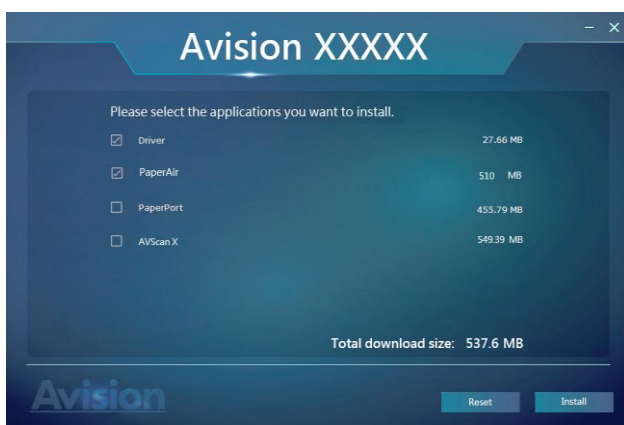 Avision XXXXX
Please select the applications you want to install.
Driver 27.66 MB
PaperAir 510 MB
PaperPort 455.79 MB
AVScan X 549.39 MB
Total download size: 537.6 MB
Avision
Reset Install